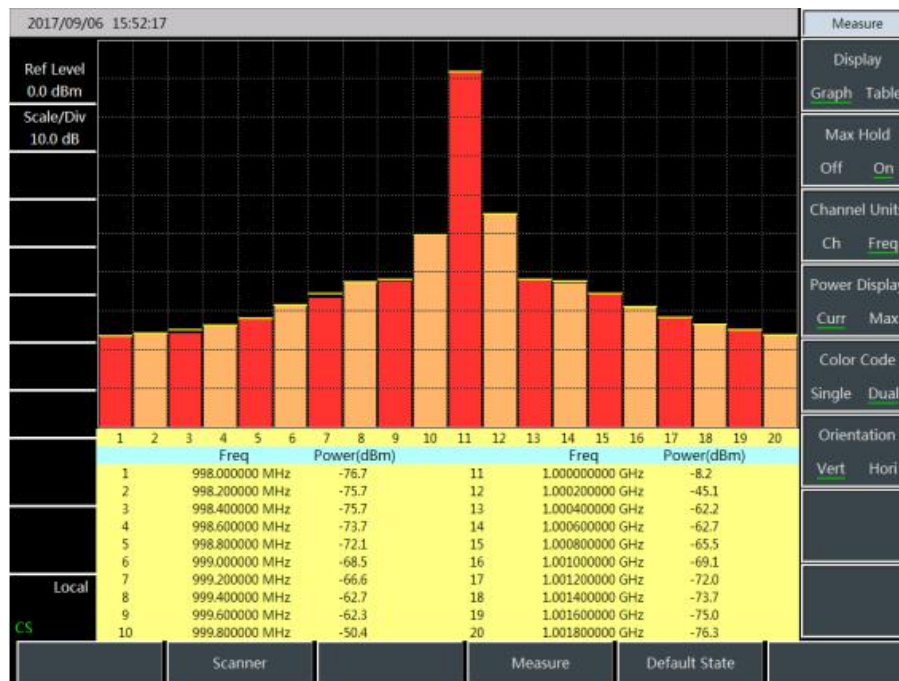 2017/09/06 15:52:17
Measure
Ref Level
0.0 dBm
Scale/Div
10.0 dB
Display
Graph Table
Max Hold
Off On
Channel Unit
Ch Freq
Power Display
Curr Max
Color Code
Single Dual
Orientation
Vert Hori
1 2 3 4 5 6 7 8 9 10 11 12 13 14 15 16 17 18 19 20
Freq Power(dBm) Freq Power(dBm)
1 998.000000 MHz -76.7 11 1.000000000 GHz -8.2
2 998.200000 MHz -75.7 12 1.000200000 GHz -45.1
3 998.400000 MHz -75.7 13 1.000400000 GHz -62.2
4 998.600000 MHz -73.7 14 1.000600000 GHz -62.7
5 998.800000 MHz -72.1 15 1.000800000 GHz -65.5
6 999.000000 MHz -68.5 16 1.001000000 GHz -69.1
7 999.200000 MHz -66.6 17 1.001200000 GHz -72.0
8 999.400000 MHz -62.7 18 1.001400000 GHz -73.7
9 999.600000 MHz -62.3 19 1.001600000 GHz -75.0
10 999.800000 MHz -50.4 20 1.001800000 GHz -76.3
Local
CS
Scanner Measure Default State